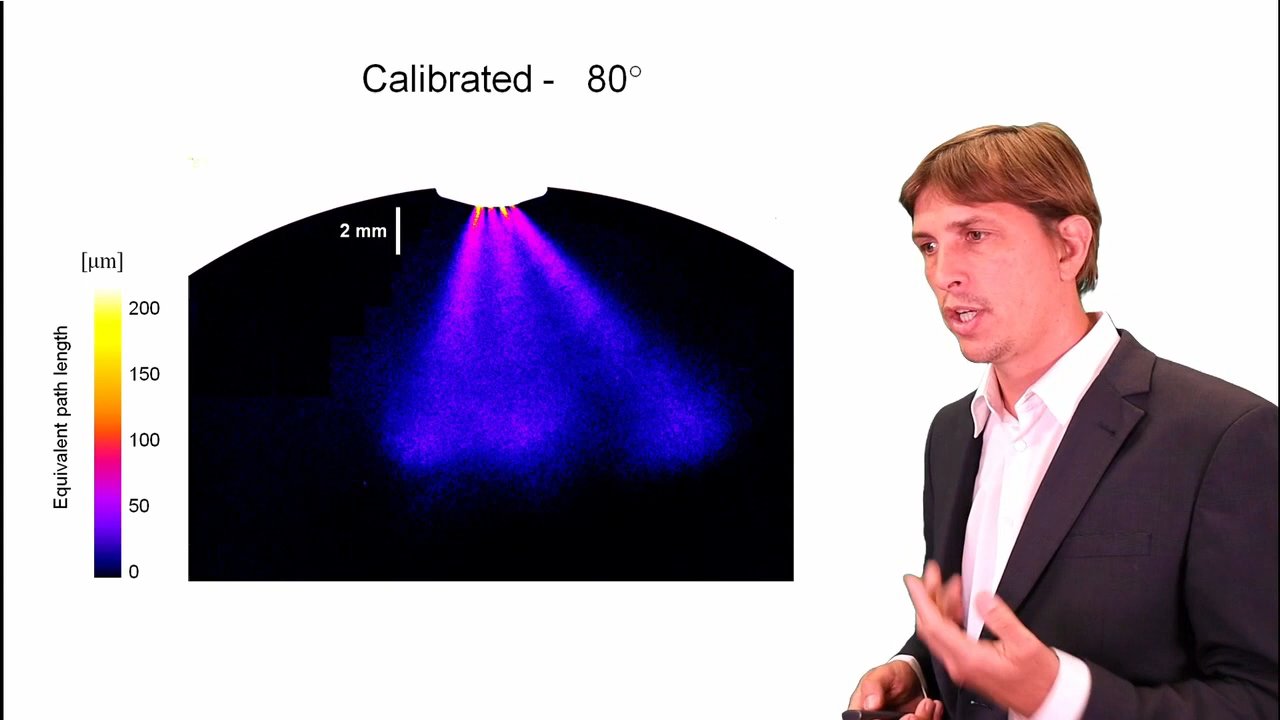 Calibrated - 80°
2 mm
[μm]
Equivalent path length
200
150
100
50
0